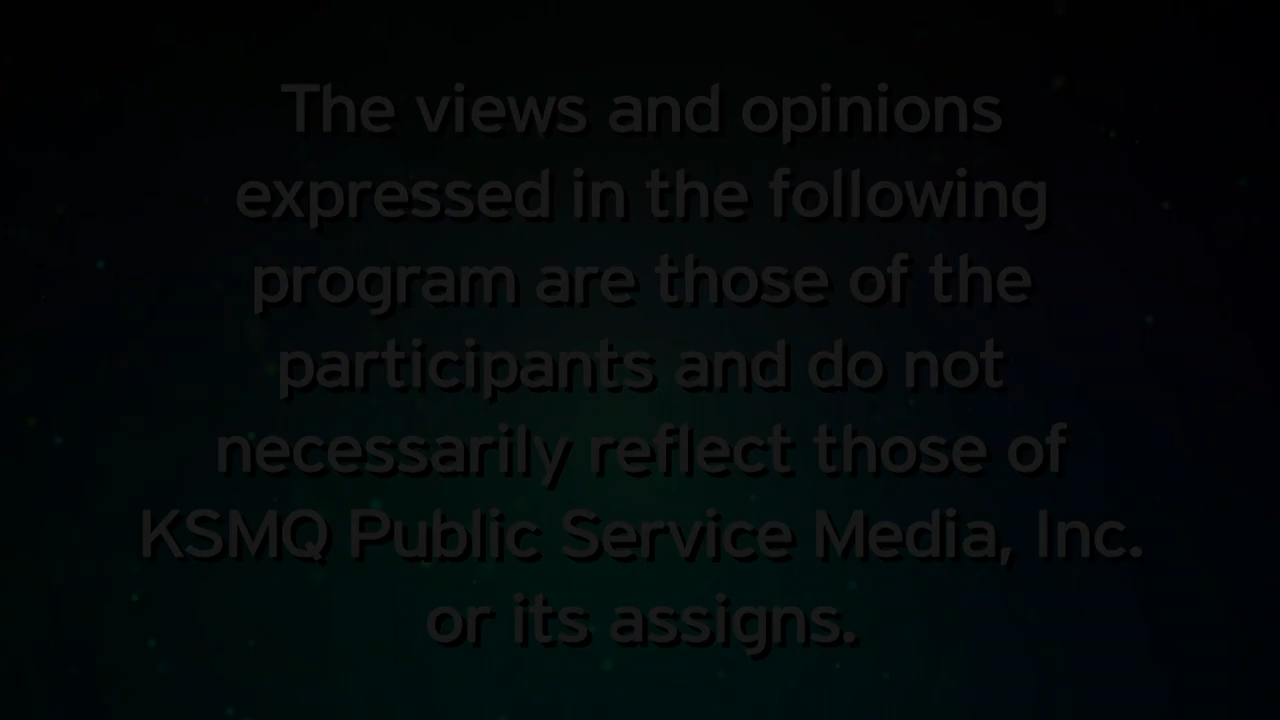 The views and opinions
expressed in the following
program are those of the
participants and do not
necessarily reflect those of
KSMQ Public Service Media, Inc.
or its assigns.